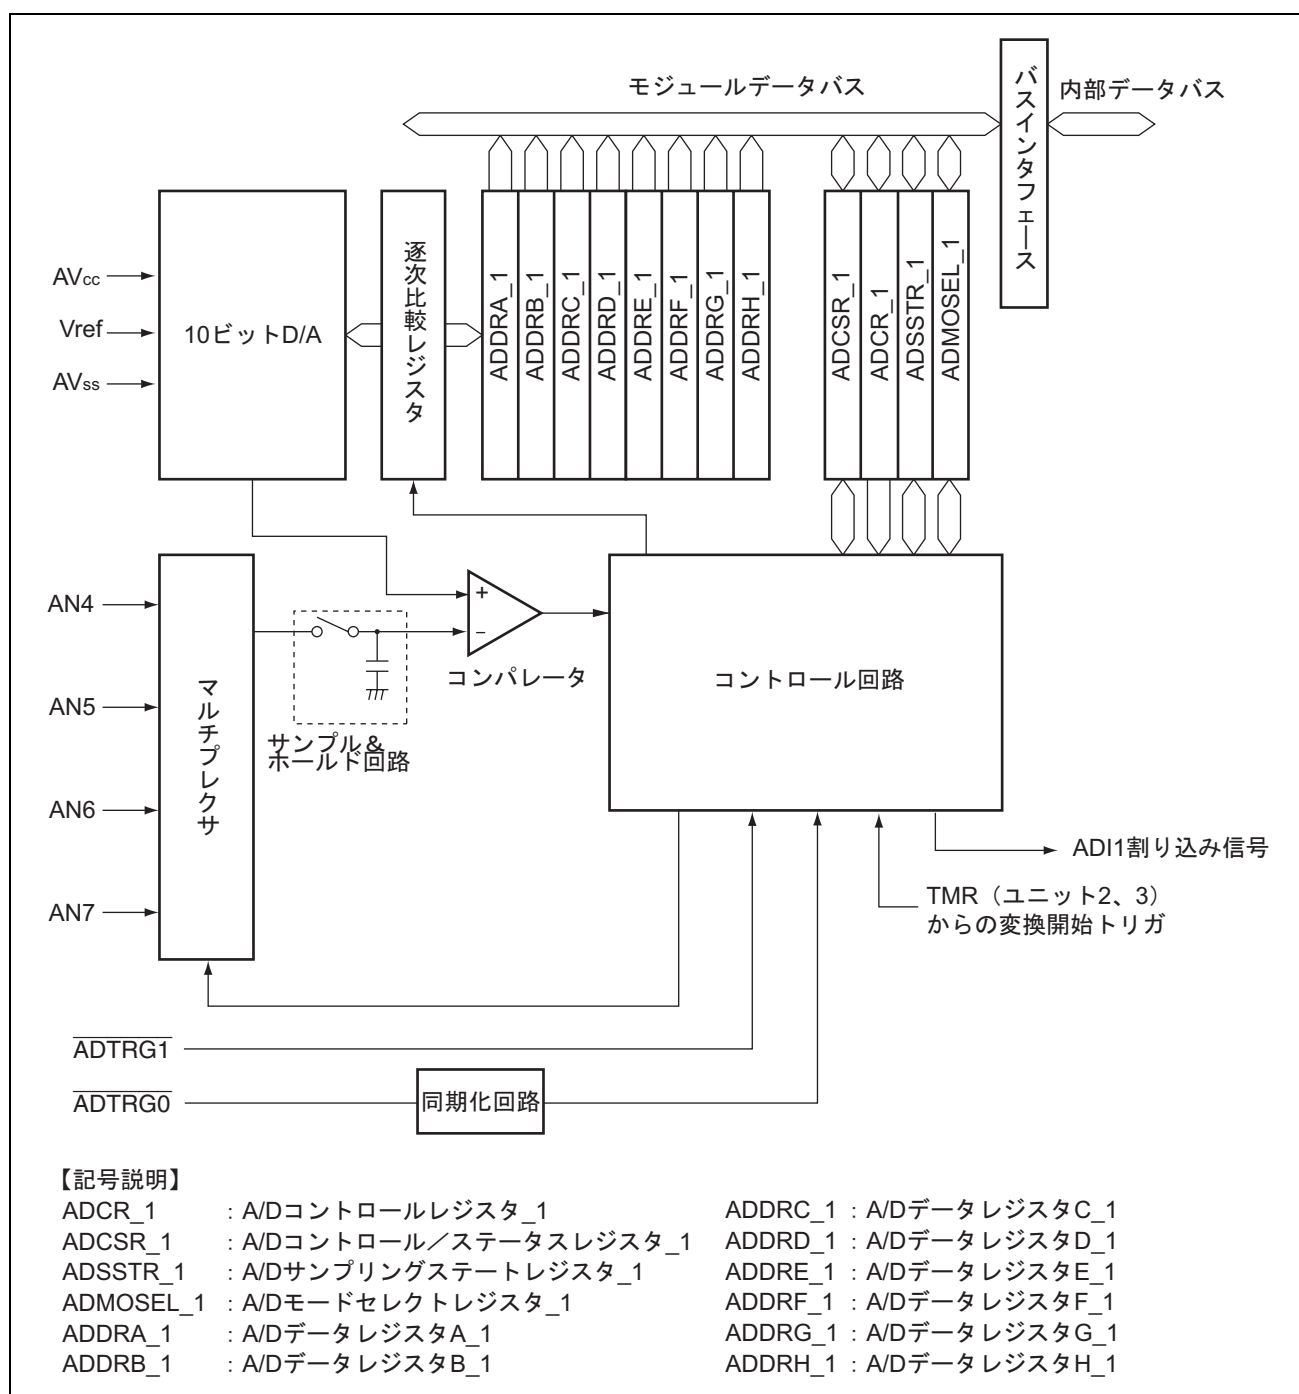 モジュールデータバス
バスインタフェース
内部データバス
AVcc
Vref
AVss
10ビットD/A
逐次比較レジスタ
ADDRA_1
ADDRB_1
ADDRC_1
ADDRD_1
ADDRE_1
ADDRF_1
ADDRG_1
ADDRH_1
ADCSR_1
ADCR_1
ADSSTR_1
ADMOSEL_1
AN4
AN5
AN6
AN7
マルチプレクサ
サンプル&
ホールド回路
+
−
コンパレータ
コントロール回路
ADI1割り込み信号
TMR（ユニット2、3）
からの変換開始トリガ
ADTRG1
ADTRG0
同期化回路
【記号説明】
ADCR_1 : A/Dコントロールレジスタ_1
ADCSR_1 : A/Dコントロール／ステータスレジスタ_1
ADSSTR_1 : A/Dサンプリングステートレジスタ_1
ADMOSEL_1 : A/Dモードセレクトレジスタ_1
ADDRA_1 : A/DデータレジスタA_1
ADDRB_1 : A/DデータレジスタB_1
ADDRC_1 : A/DデータレジスタC_1
ADDRD_1 : A/DデータレジスタD_1
ADDRE_1 : A/DデータレジスタE_1
ADDRF_1 : A/DデータレジスタF_1
ADDRG_1 : A/DデータレジスタG_1
ADDRH_1 : A/DデータレジスタH_1